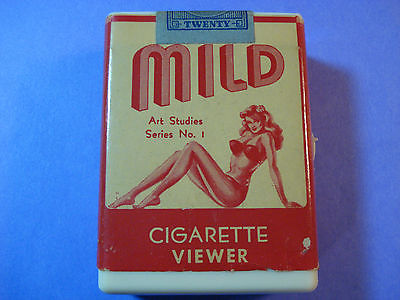 TWENTY
MILD
Art Studies
Series No. 1
CIGARETTE
VIEWER